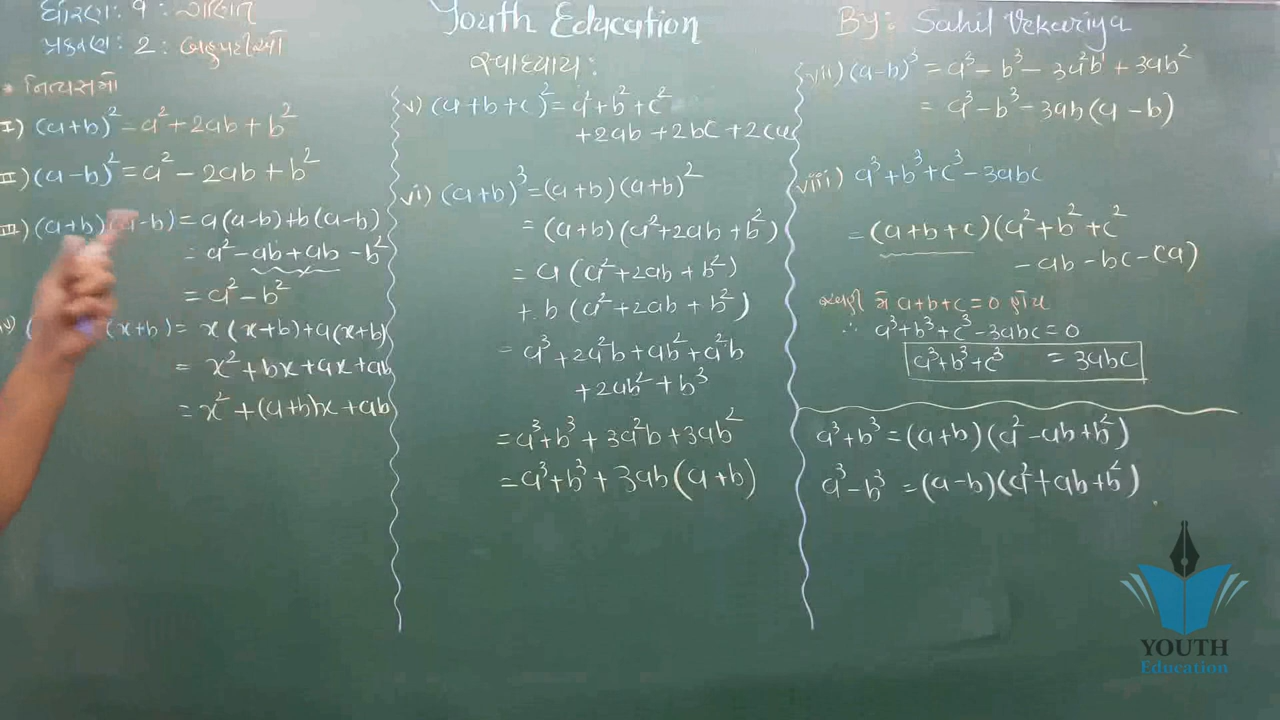 ધોરણ: 9 : ગણિત
પ્રકરણ: 2 : બહુપદીઓ
Youth Education
By: Sahil Vekariya
સ્વાધ્યાય :
* નિત્યસમો
I) (a+b)² = a² + 2ab + b²
II) (a-b)² = a² - 2ab + b²
III) (a+b)(a-b) = a(a-b)+b(a-b)
= a² - ab + ab - b²
= a² - b²
(x+b) = x(x+b)+a(x+b)
= x² + bx + ax + ab
= x² + (a+b)x + ab
v) (a+b+c)² = a² + b² + c²
+2ab + 2bc + 2ca
vi) (a+b)³ = (a+b)(a+b)²
= (a+b)(a²+2ab+b²)
= a(a²+2ab+b²)
+ b(a²+2ab+b²)
= a³+2a²b+ab²+a²b
+2ab²+b³
= a³+b³+3a²b+3ab²
= a³+b³+3ab(a+b)
vii) (a-b)³ = a³ - b³ - 3a²b¹ + 3ab²
= a³ - b³ - 3ab(a-b)
viii) a³+b³+c³-3abc
= (a+b+c)(a²+b²+c²
-ab-bc-ca)
જો a+b+c=0 હોય
∴ a³+b³+c³-3abc=0
a³+b³+c³ = 3abc
a³+b³ = (a+b)(a²-ab+b²)
a³-b³ = (a-b)(a²+ab+b²)
YOUTH
Education